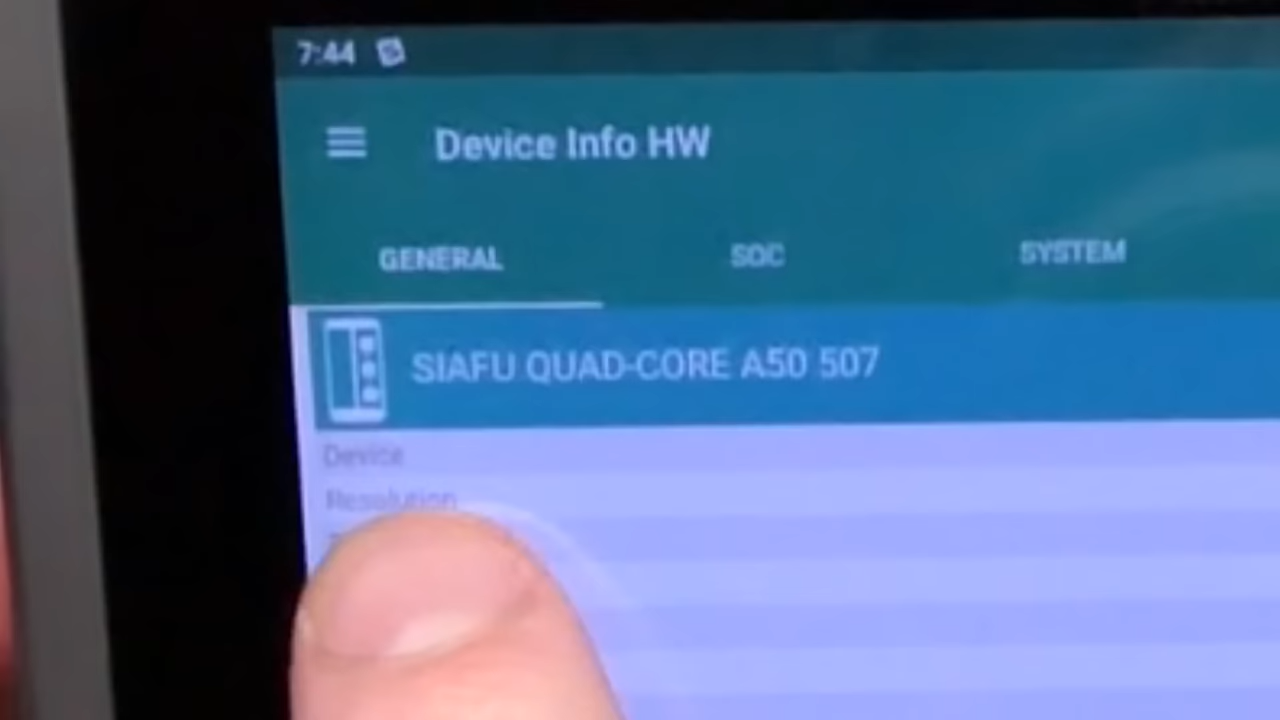 7:44
Device Info HW
GENERAL SOC SYSTEM
SIAFU QUAD-CORE A50 507
Device
Resolution